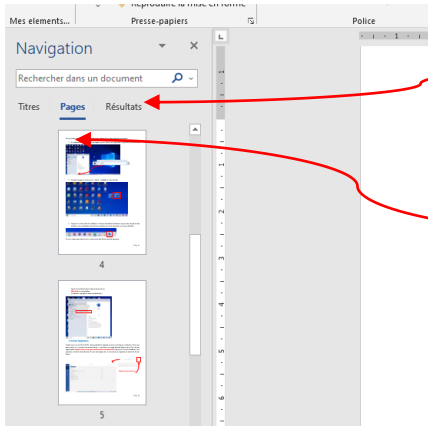 Reproduire la mise en forme
Mes elements... Presse-papiers Police
Navigation
Rechercher dans un document
Titres Pages Résultats
4
5